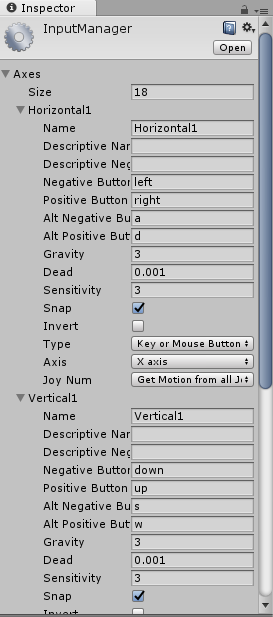 Inspector
InputManager
Open
Axes
Size 18
Horizontal1
Name Horizontal1
Descriptive Nar
Descriptive Neg
Negative Button left
Positive Button right
Alt Negative Bu a
Alt Positive But d
Gravity 3
Dead 0.001
Sensitivity 3
Snap
Invert
Type Key or Mouse Button
Axis X axis
Joy Num Get Motion from all Jo
Vertical1
Name Vertical1
Descriptive Nar
Descriptive Neg
Negative Button down
Positive Button up
Alt Negative Bu s
Alt Positive But w
Gravity 3
Dead 0.001
Sensitivity 3
Snap
Invert